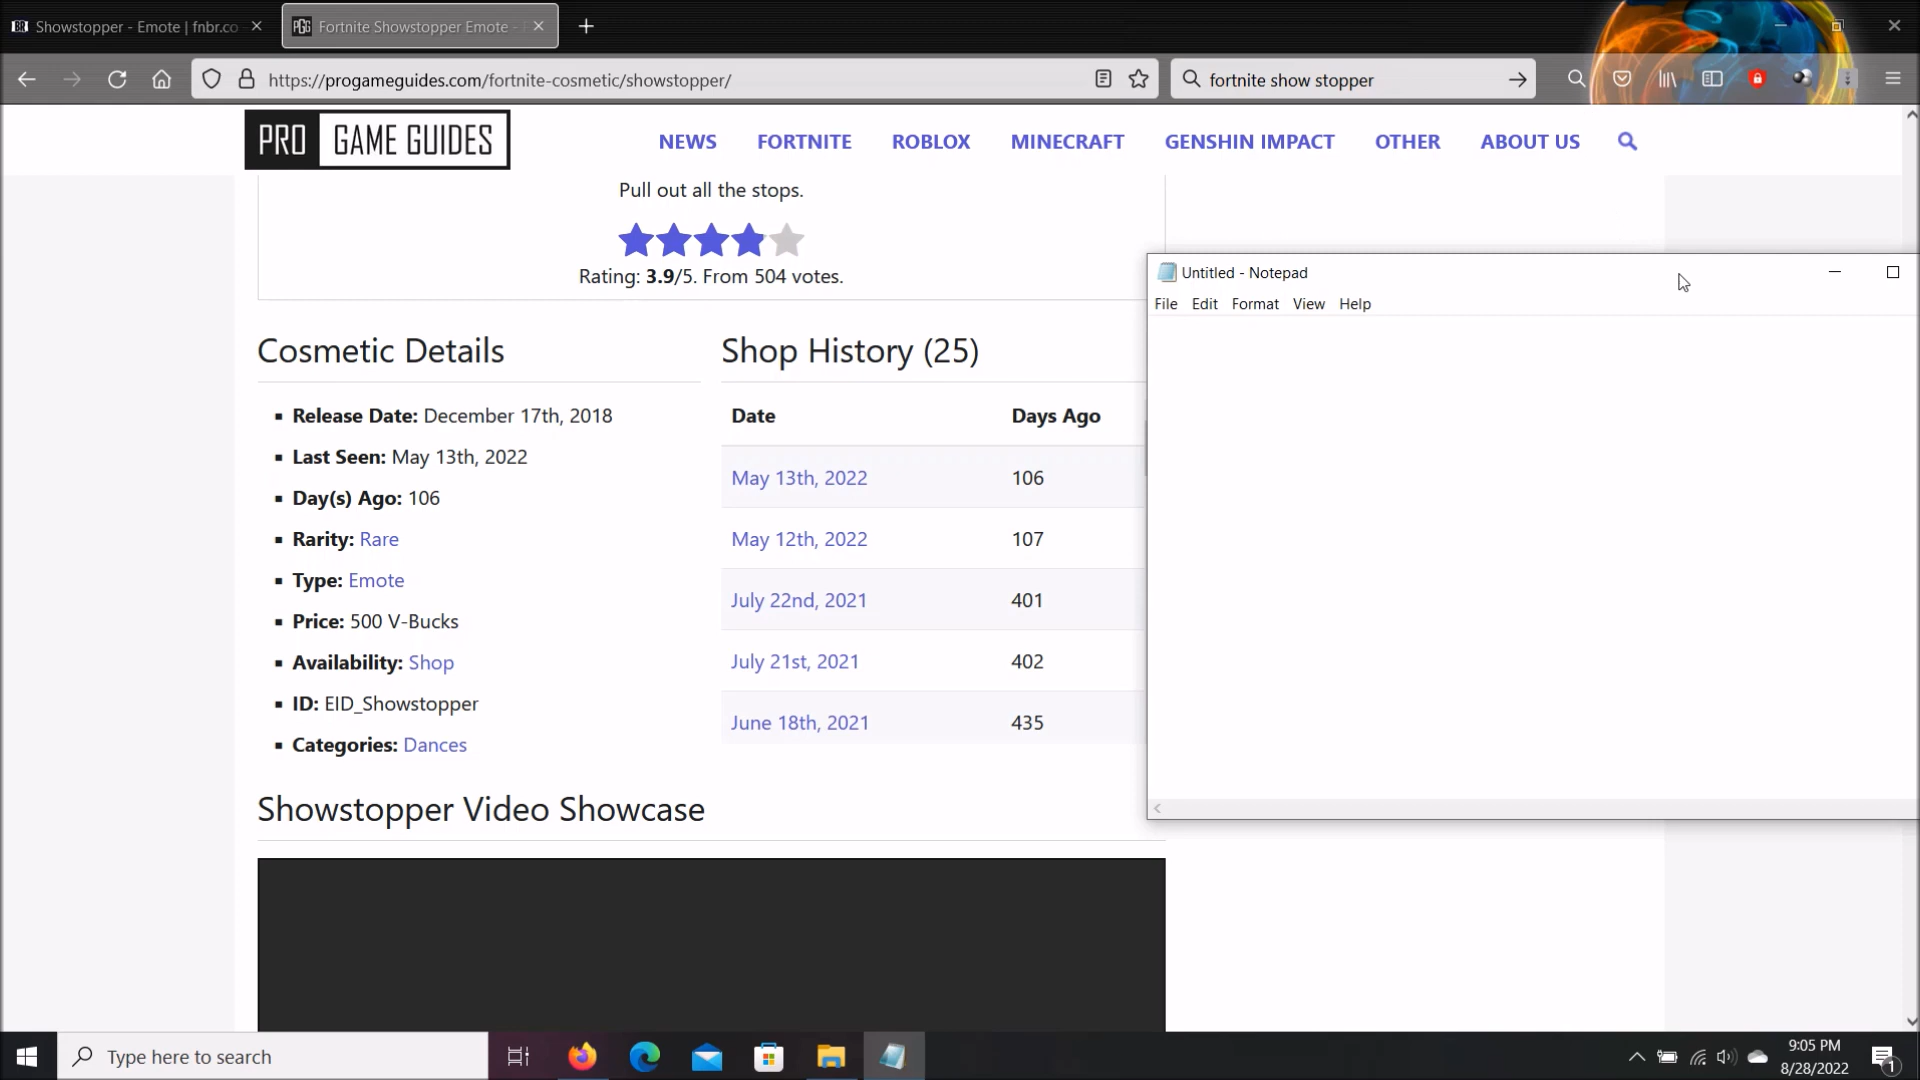 Showstopper - Emote | fnbr.co
PGG Fortnite Showstopper Emote -
https://progameguides.com/fortnite-cosmetic/showstopper/
fortnite show stopper
PRO GAME GUIDES
NEWS FORTNITE ROBLOX MINECRAFT GENSHIN IMPACT OTHER ABOUT US
Pull out all the stops.
Rating: 3.9/5. From 504 votes.
Untitled - Notepad
File Edit Format View Help
Cosmetic Details
▪ Release Date: December 17th, 2018
▪ Last Seen: May 13th, 2022
▪ Day(s) Ago: 106
▪ Rarity: Rare
▪ Type: Emote
▪ Price: 500 V-Bucks
▪ Availability: Shop
▪ ID: EID_Showstopper
▪ Categories: Dances
Shop History (25)
Date Days Ago
May 13th, 2022 106
May 12th, 2022 107
July 22nd, 2021 401
July 21st, 2021 402
June 18th, 2021 435
Showstopper Video Showcase
Type here to search
9:05 PM
8/28/2022
1